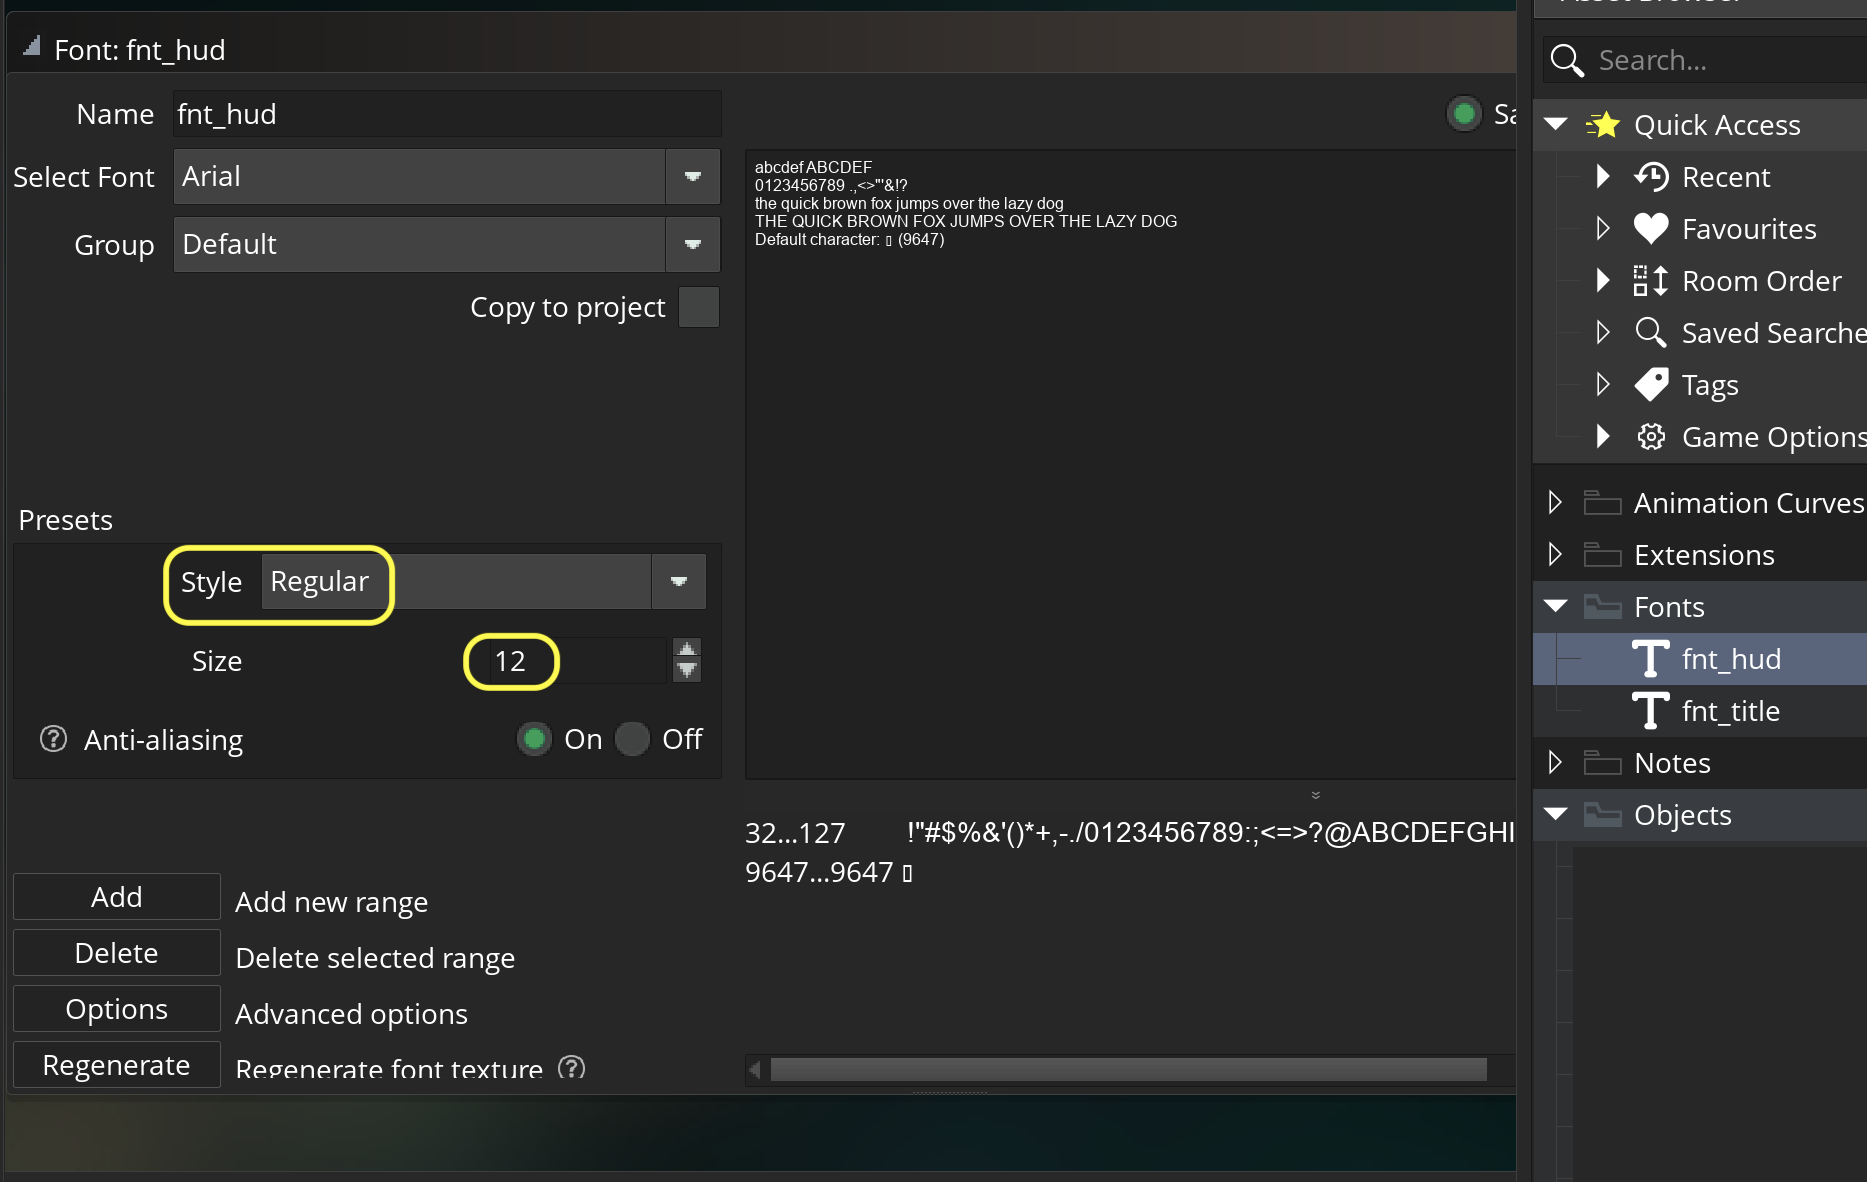 Font: fnt_hud
Name fnt_hud
Select Font Arial
Group Default
Copy to project
Presets
Style Regular
Size 12
Anti-aliasing On Off
Add Add new range
Delete Delete selected range
Options Advanced options
Regenerate Regenerate font texture
Sa
abcdef ABCDEF
0123456789 .,<>"'&!?
the quick brown fox jumps over the lazy dog
THE QUICK BROWN FOX JUMPS OVER THE LAZY DOG
Default character: ▯ (9647)
32...127 !"#$%&'()*+,-./0123456789:;<=>?@ABCDEFGHI
9647...9647 ▯
Asset Browser
Search...
Quick Access
Recent
Favourites
Room Order
Saved Searche
Tags
Game Options
Animation Curves
Extensions
Fonts
fnt_hud
fnt_title
Notes
Objects